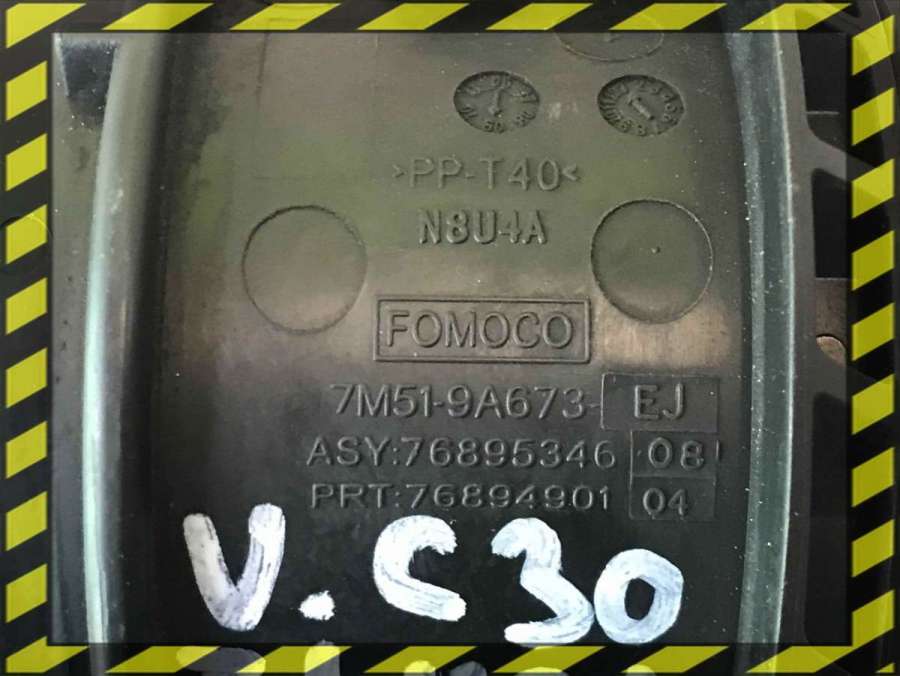 >PP-T40<
N8U4A
FOMOCO
7M51-9A673- EJ
ASY:76895346 08
PRT:76894901 04
V.C30